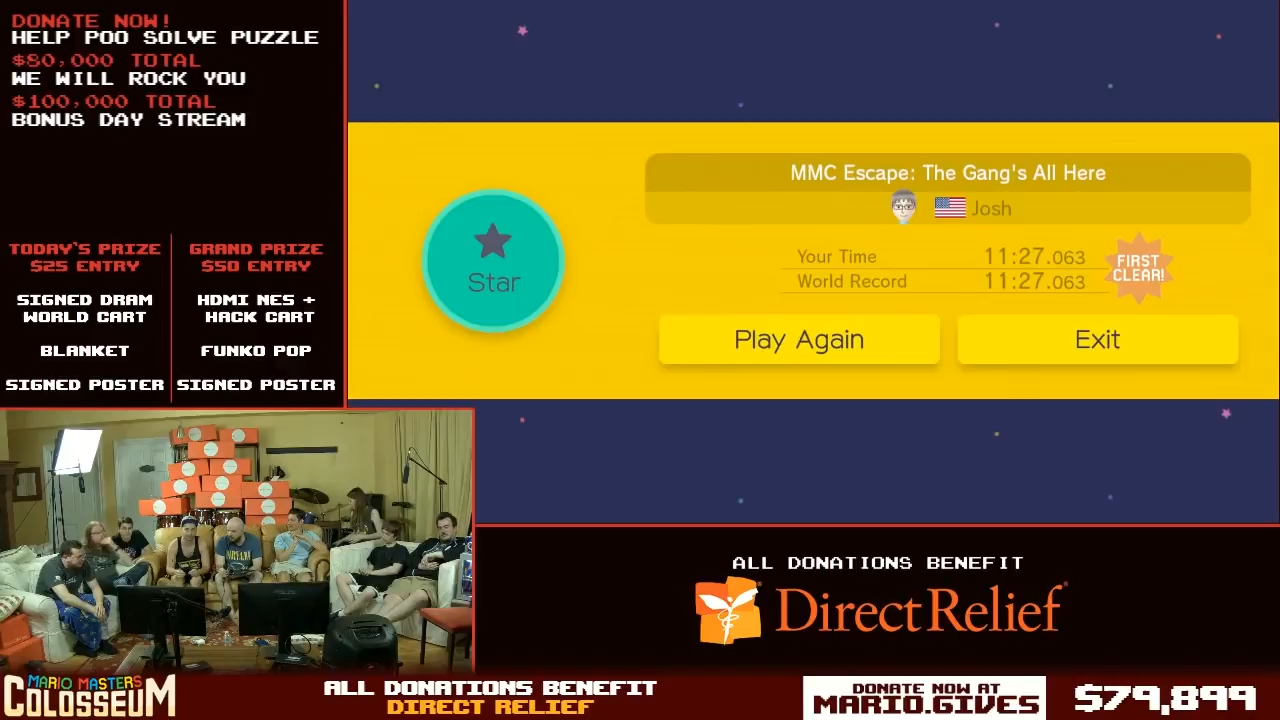 DONATE NOW!
HELP POO SOLVE PUZZLE
$80,000 TOTAL
WE WILL ROCK YOU
$100,000 TOTAL
BONUS DAY STREAM
TODAY'S PRIZE
$25 ENTRY
SIGNED DRAM
WORLD CART
BLANKET
SIGNED POSTER
GRAND PRIZE
$50 ENTRY
HDMI NES +
HACK CART
FUNKO POP
SIGNED POSTER
Star
MMC Escape: The Gang's All Here
Josh
Your Time 11:27.063
World Record 11:27.063
FIRST
CLEAR!
Play Again
Exit
NIRVANA
ALL DONATIONS BENEFIT
DirectRelief
MARIO MASTERS
COLOSSEUM
ALL DONATIONS BENEFIT
DIRECT RELIEF
DONATE NOW AT
MARIO.GIVES
$79,899